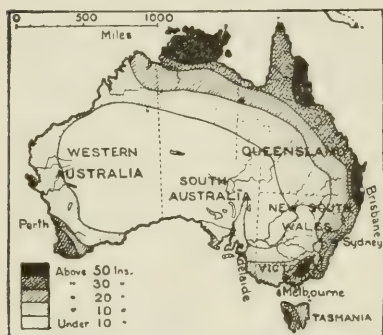 0 500 1000
Miles
WESTERN
AUSTRALIA
QUEENSLAND
SOUTH
AUSTRALIA
NEW SOUTH
WALES
Perth
Brisbane
Sydney
Adelaide
VICT.
Melbourne
TASMANIA
Above 50 Ins.
" 30 "
" 20 "
" 10 "
Under 10 "